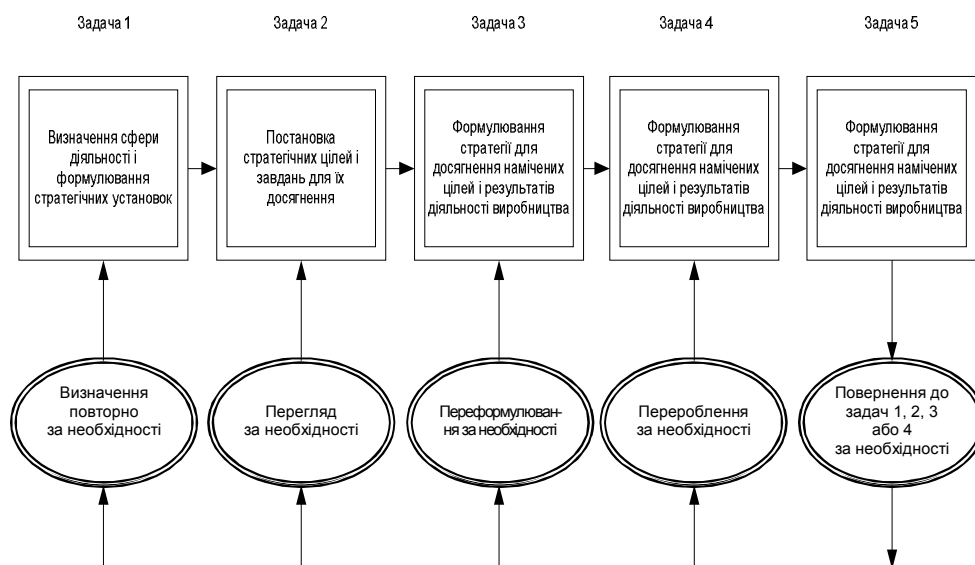 Задача 1
Задача 2
Задача 3
Задача 4
Задача 5
Визначення сфери
діяльності і
формулювання
стратегічних установок
Постановка
стратегічних цілей і
завдань для їх
досягнення
Формулювання
стратегії для
досягнення намічених
цілей і результатів
діяльності виробництва
Формулювання
стратегії для
досягнення намічених
цілей і результатів
діяльності виробництва
Формулювання
стратегії для
досягнення намічених
цілей і результатів
діяльності виробництва
Визначення
повторно
за необхідності
Перегляд
за необхідності
Переформулюван-
ня за необхідності
Перероблення
за необхідності
Повернення до
задач 1, 2, 3
або 4
за необхідності